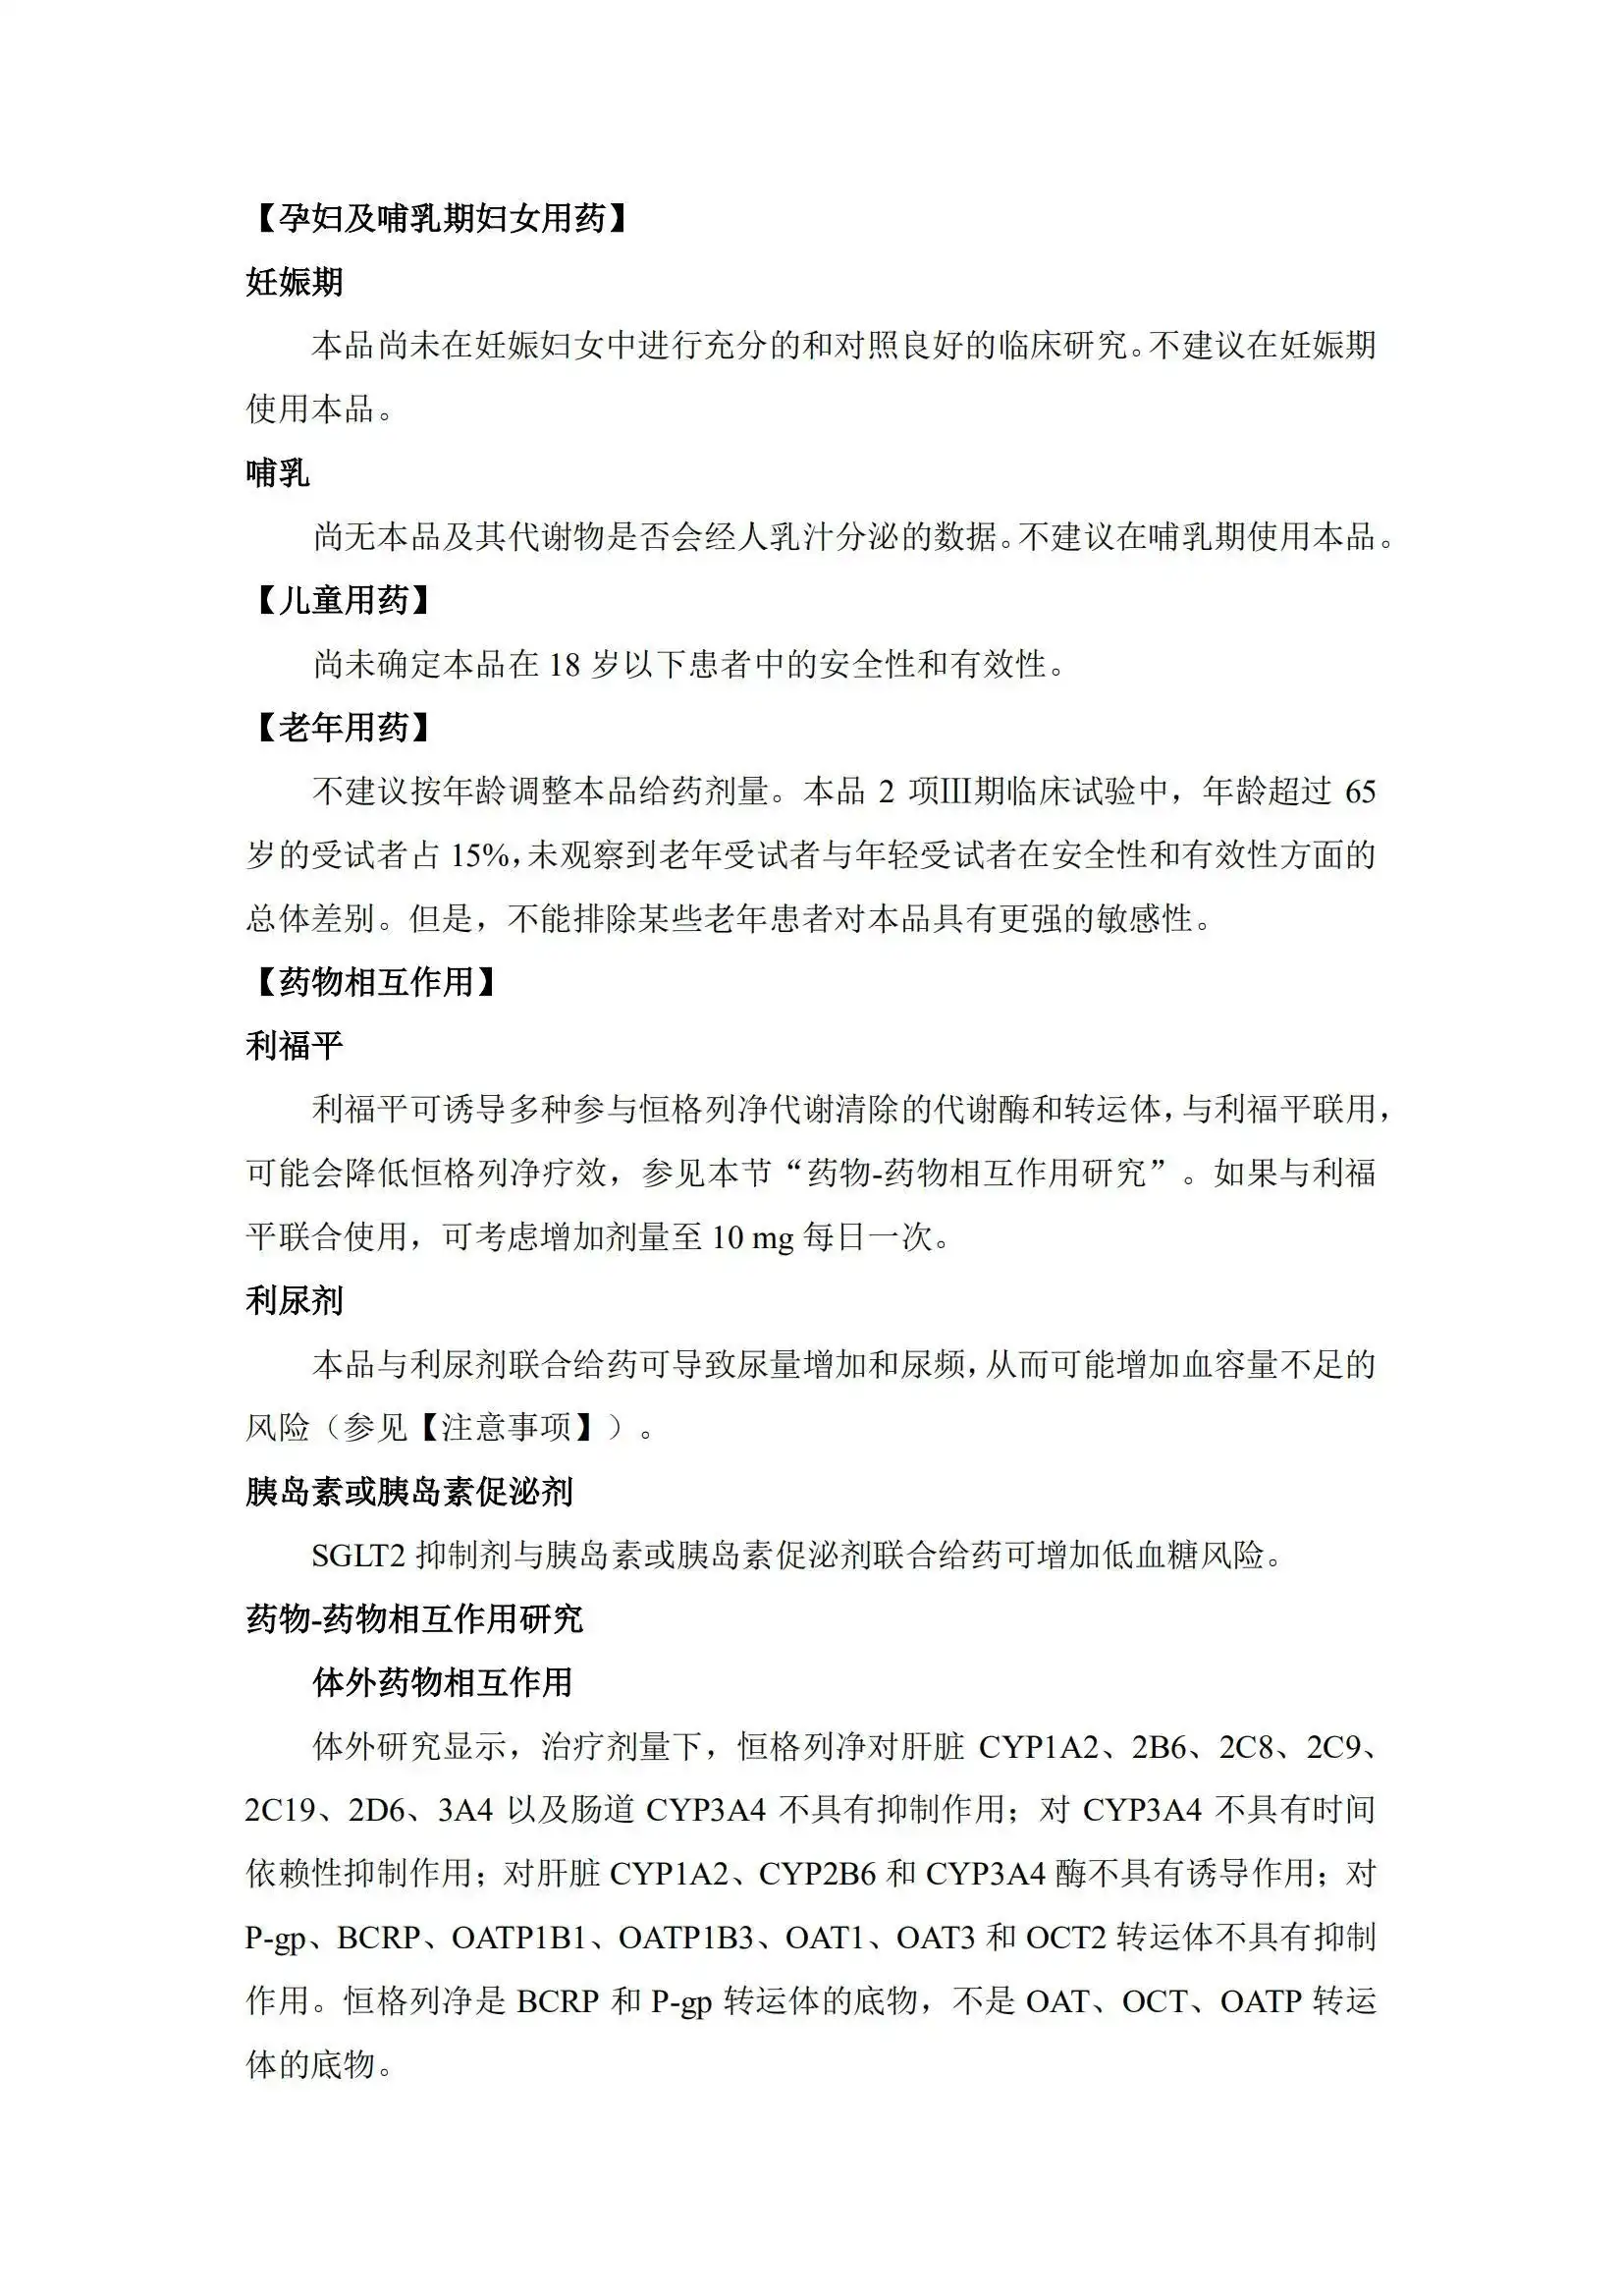 【孕妇及哺乳期妇女用药】
妊娠期
本品尚未在妊娠妇女中进行充分的和对照良好的临床研究。不建议在妊娠期
使用本品。
哺乳
尚无本品及其代谢物是否会经人乳汁分泌的数据。不建议在哺乳期使用本品。
【儿童用药】
尚未确定本品在 18 岁以下患者中的安全性和有效性。
【老年用药】
不建议按年龄调整本品给药剂量。本品 2 项Ⅲ期临床试验中，年龄超过 65
岁的受试者占 15%，未观察到老年受试者与年轻受试者在安全性和有效性方面的
总体差别。但是，不能排除某些老年患者对本品具有更强的敏感性。
【药物相互作用】
利福平
利福平可诱导多种参与恒格列净代谢清除的代谢酶和转运体，与利福平联用，
可能会降低恒格列净疗效，参见本节“药物-药物相互作用研究”。如果与利福
平联合使用，可考虑增加剂量至 10 mg 每日一次。
利尿剂
本品与利尿剂联合给药可导致尿量增加和尿频，从而可能增加血容量不足的
风险（参见【注意事项】）。
胰岛素或胰岛素促泌剂
SGLT2 抑制剂与胰岛素或胰岛素促泌剂联合给药可增加低血糖风险。
药物-药物相互作用研究
体外药物相互作用
体外研究显示，治疗剂量下，恒格列净对肝脏 CYP1A2、2B6、2C8、2C9、
2C19、2D6、3A4 以及肠道 CYP3A4 不具有抑制作用；对 CYP3A4 不具有时间
依赖性抑制作用；对肝脏 CYP1A2、CYP2B6 和 CYP3A4 酶不具有诱导作用；对
P-gp、BCRP、OATP1B1、OATP1B3、OAT1、OAT3 和 OCT2 转运体不具有抑制
作用。恒格列净是 BCRP 和 P-gp 转运体的底物，不是 OAT、OCT、OATP 转运
体的底物。